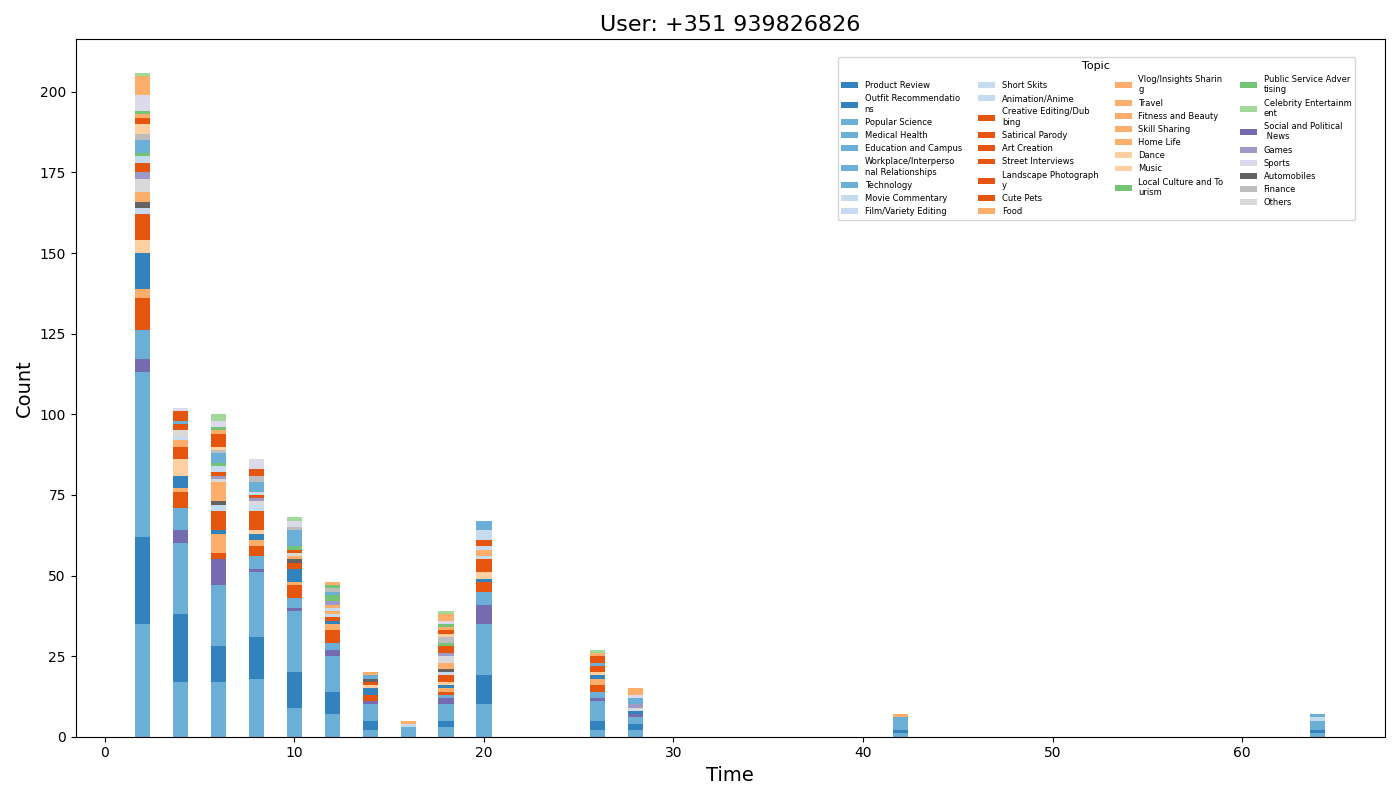 User: +351 939826826
Topic
Product Review
Outfit Recommendatio
ns
Popular Science
Medical Health
Education and Campus
Workplace/Interperso
nal Relationships
Technology
Movie Commentary
Film/Variety Editing
Short Skits
Animation/Anime
Creative Editing/Dub
bing
Satirical Parody
Art Creation
Street Interviews
Landscape Photograph
y
Cute Pets
Food
Vlog/Insights Sharin
g
Travel
Fitness and Beauty
Skill Sharing
Home Life
Dance
Music
Local Culture and To
urism
Public Service Adver
tising
Celebrity Entertainm
ent
Social and Political
News
Games
Sports
Automobiles
Finance
Others
Count
200
175
150
125
100
75
50
25
0
0 10 20 30 40 50 60
Time